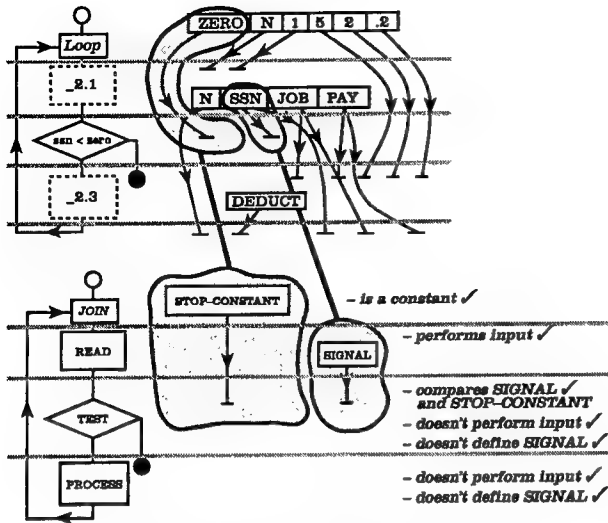 ZERO N 1 5 2 .2
Loop
_2.1
N SSN JOB PAY
ssn < zero
_2.3
DEDUCT
STOP-CONSTANT
– is a constant ✓
JOIN
– performs input ✓
READ
SIGNAL
– compares SIGNAL ✓
and STOP-CONSTANT
TEST
– doesn't perform input ✓
– doesn't define SIGNAL ✓
PROCESS
– doesn't perform input ✓
– doesn't define SIGNAL ✓